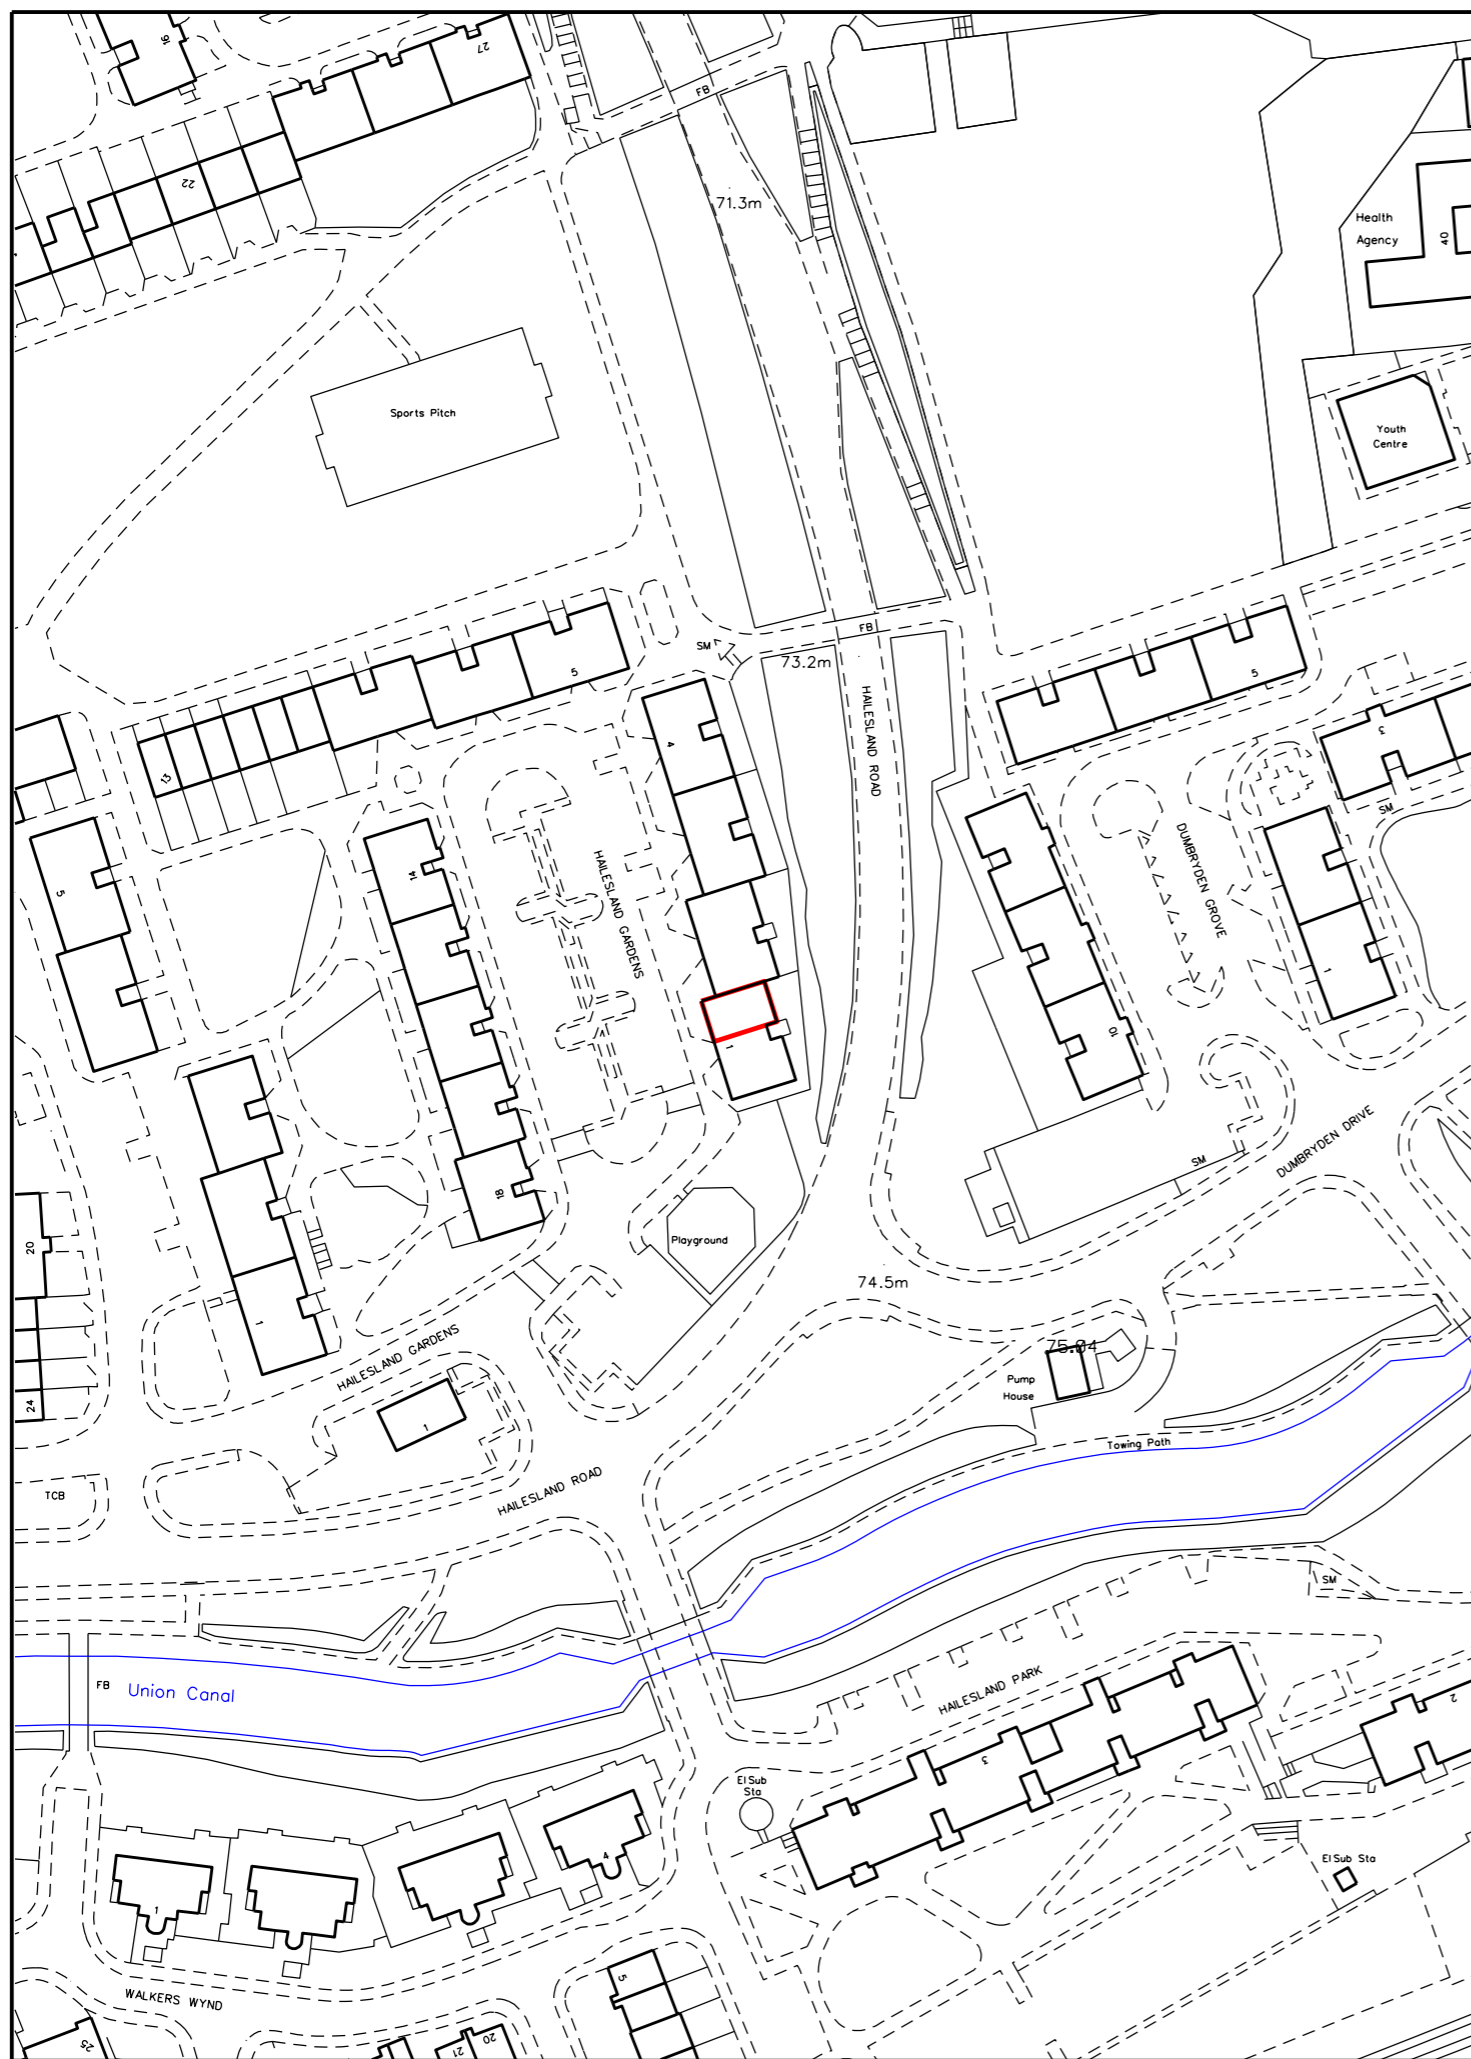 16
27
FB
22
71.3m
Health
Agency
40
Sports Pitch
Youth
Centre
FB
SM
73.2m
5
5
HAILESLAND ROAD
4
3
13
SM
14
5
HAILESLAND GARDENS
DUMBRYDEN GROVE
1
1
10
DUMBRYDEN DRIVE
SM
18
20
Playground
74.5m
1
HAILESLAND GARDENS
75.04
Pump
House
24
1
Towing Path
HAILESLAND ROAD
TCB
SM
FB
Union Canal
HAILESLAND PARK
2
3
El Sub
Sta
4
El Sub Sta
1
5
WALKERS WYND
25
20
21